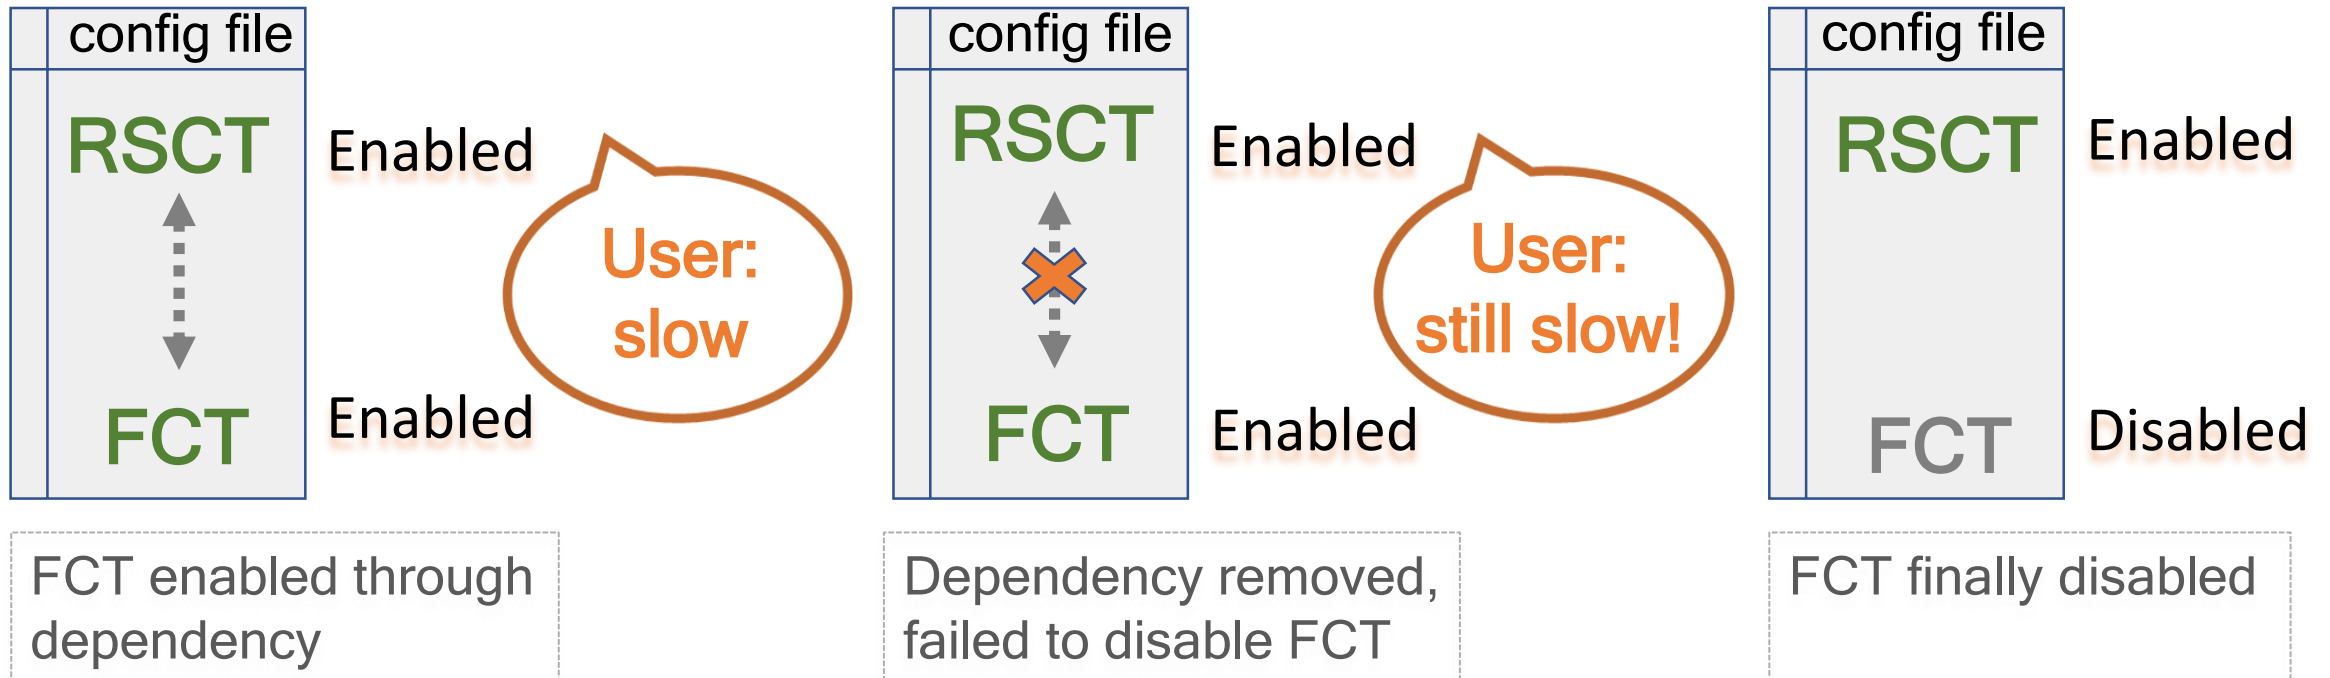 config file
RSCT
Enabled
FCT
Enabled
User:
slow
FCT enabled through
dependency
config file
RSCT
Enabled
FCT
Enabled
User:
still slow!
Dependency removed,
failed to disable FCT
config file
RSCT
Enabled
FCT
Disabled
FCT finally disabled